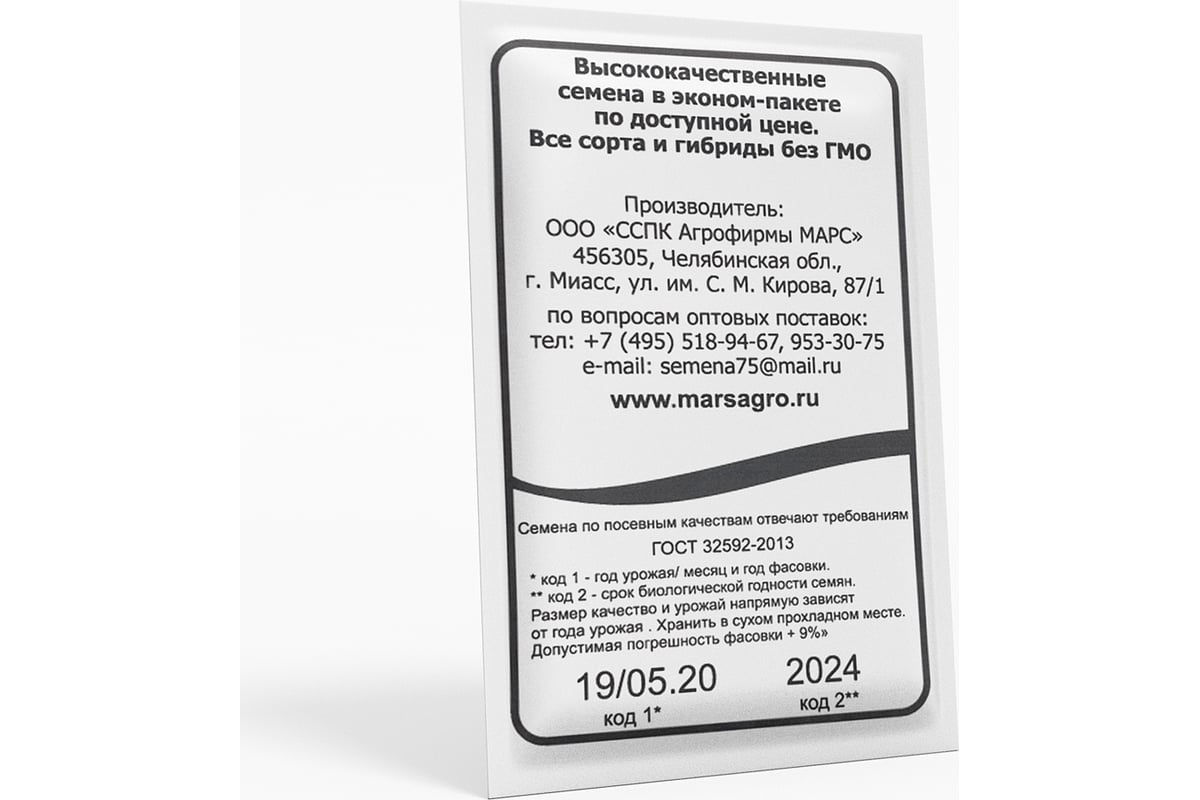 Высококачественные
семена в эконом-пакете
по доступной цене.
Все сорта и гибриды без ГМО
Производитель:
ООО «ССПК Агрофирмы МАРС»
456305, Челябинская обл.,
г. Миасс, ул. им. С. М. Кирова, 87/1
по вопросам оптовых поставок:
тел: +7 (495) 518-94-67, 953-30-75
e-mail: semena75@mail.ru
www.marsagro.ru
Семена по посевным качествам отвечают требованиям
ГОСТ 32592-2013
* код 1 - год урожая/ месяц и год фасовки.
** код 2 - срок биологической годности семян.
Размер качество и урожай напрямую зависят
от года урожая . Хранить в сухом прохладном месте.
Допустимая погрешность фасовки + 9%»
19/05.20 2024
код 1* код 2**